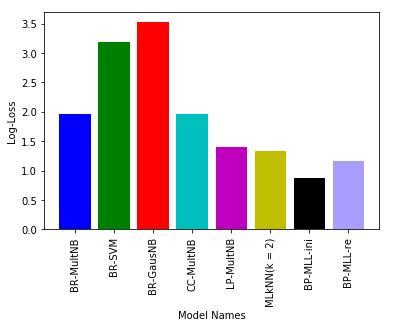 3.5
3.0
2.5
2.0
1.5
1.0
0.5
0.0
Log-Loss
BR-MultNB
BR-SVM
BR-GausNB
CC-MultNB
LP-MultNB
MLkNN(k = 2)
BP-MLL-ini
BP-MLL-re
Model Names